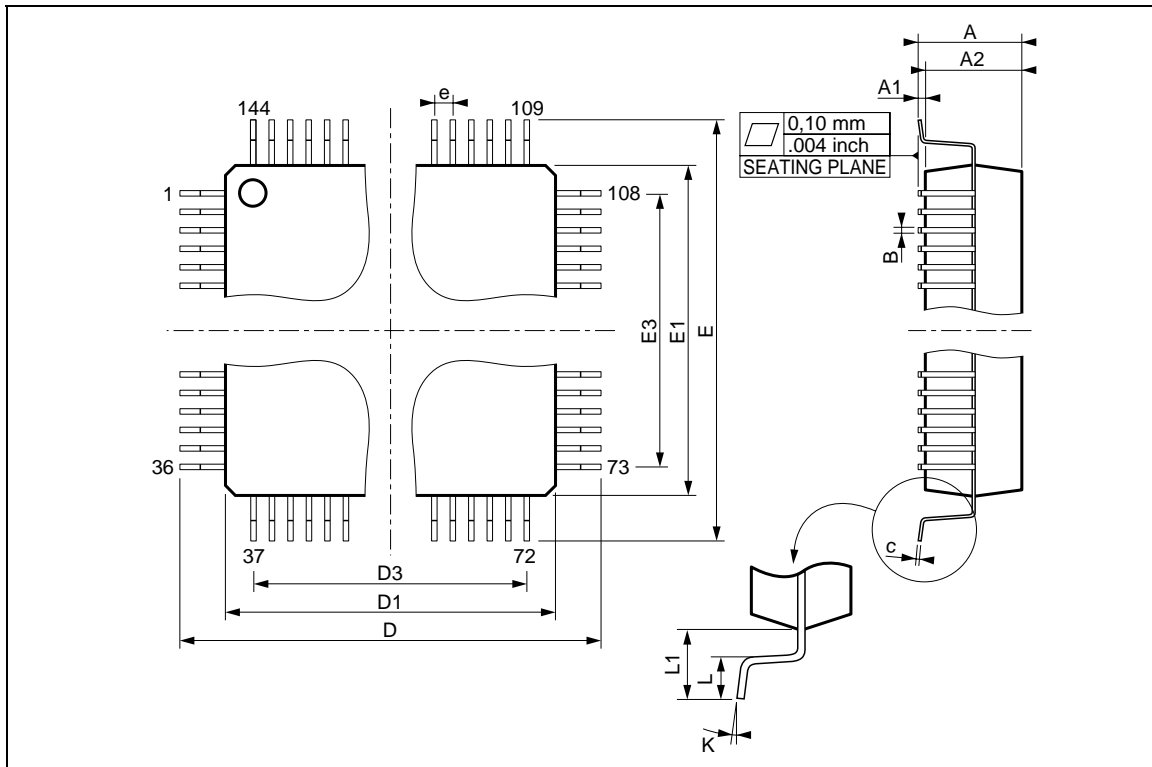 A
A2
A1
e
144
109
0,10 mm
.004 inch
SEATING PLANE
1
108
B
E3
E1
E
36
73
37
72
c
D3
D1
D
L1
L
K